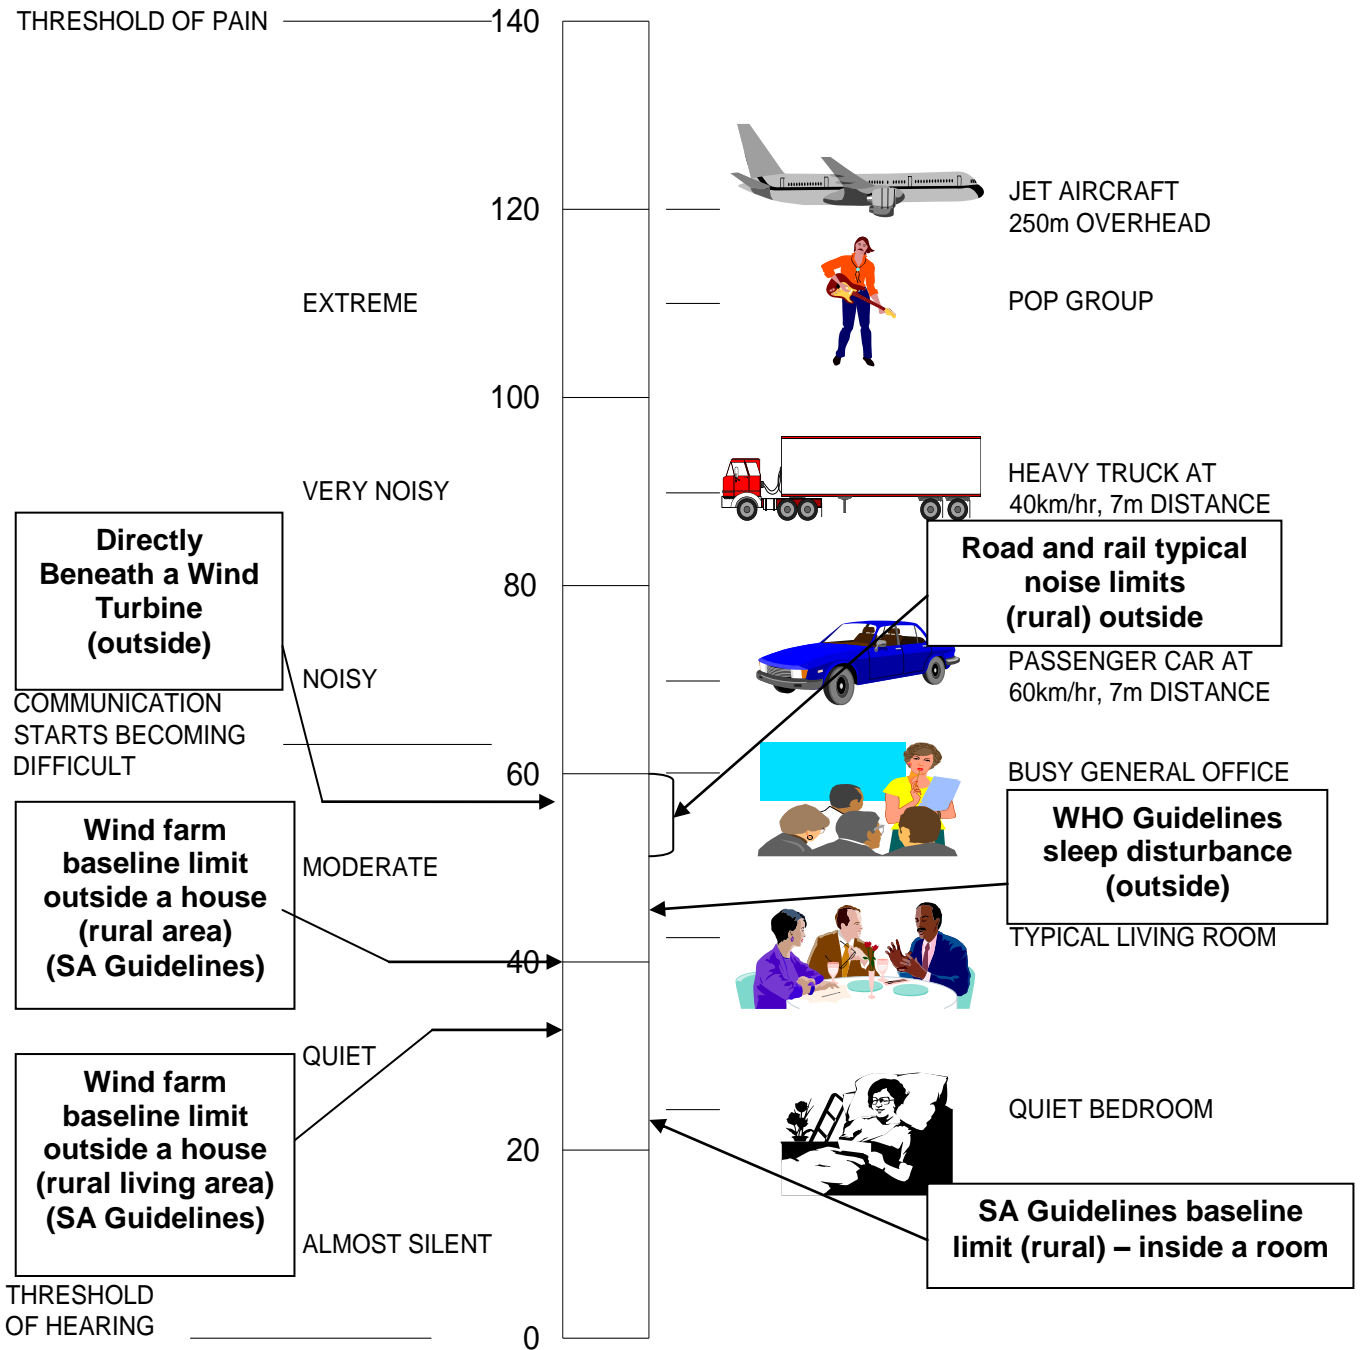 THRESHOLD OF PAIN
140
JET AIRCRAFT
250m OVERHEAD
120
EXTREME
POP GROUP
100
HEAVY TRUCK AT
40km/hr, 7m DISTANCE
VERY NOISY
Directly
Beneath a Wind
Turbine
(outside)
Road and rail typical
noise limits
(rural) outside
80
NOISY
PASSENGER CAR AT
60km/hr, 7m DISTANCE
COMMUNICATION
STARTS BECOMING
DIFFICULT
60
BUSY GENERAL OFFICE
Wind farm
baseline limit
outside a house
(rural area)
(SA Guidelines)
MODERATE
WHO Guidelines
sleep disturbance
(outside)
TYPICAL LIVING ROOM
40
QUIET
Wind farm
baseline limit
outside a house
(rural living area)
(SA Guidelines)
QUIET BEDROOM
20
SA Guidelines baseline
limit (rural) – inside a room
ALMOST SILENT
THRESHOLD
OF HEARING
0